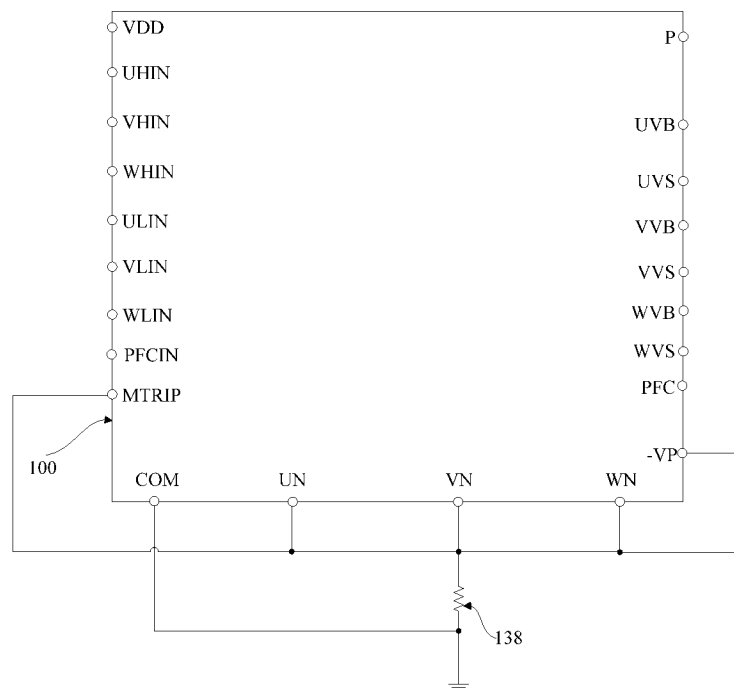 VDD
UHIN
VHIN
WHIN
ULIN
VLIN
WLIN
PFCIN
MTRIP
100
P
UVB
UVS
VVB
VVS
WVB
WVS
PFC
-VP
COM
UN
VN
WN
138